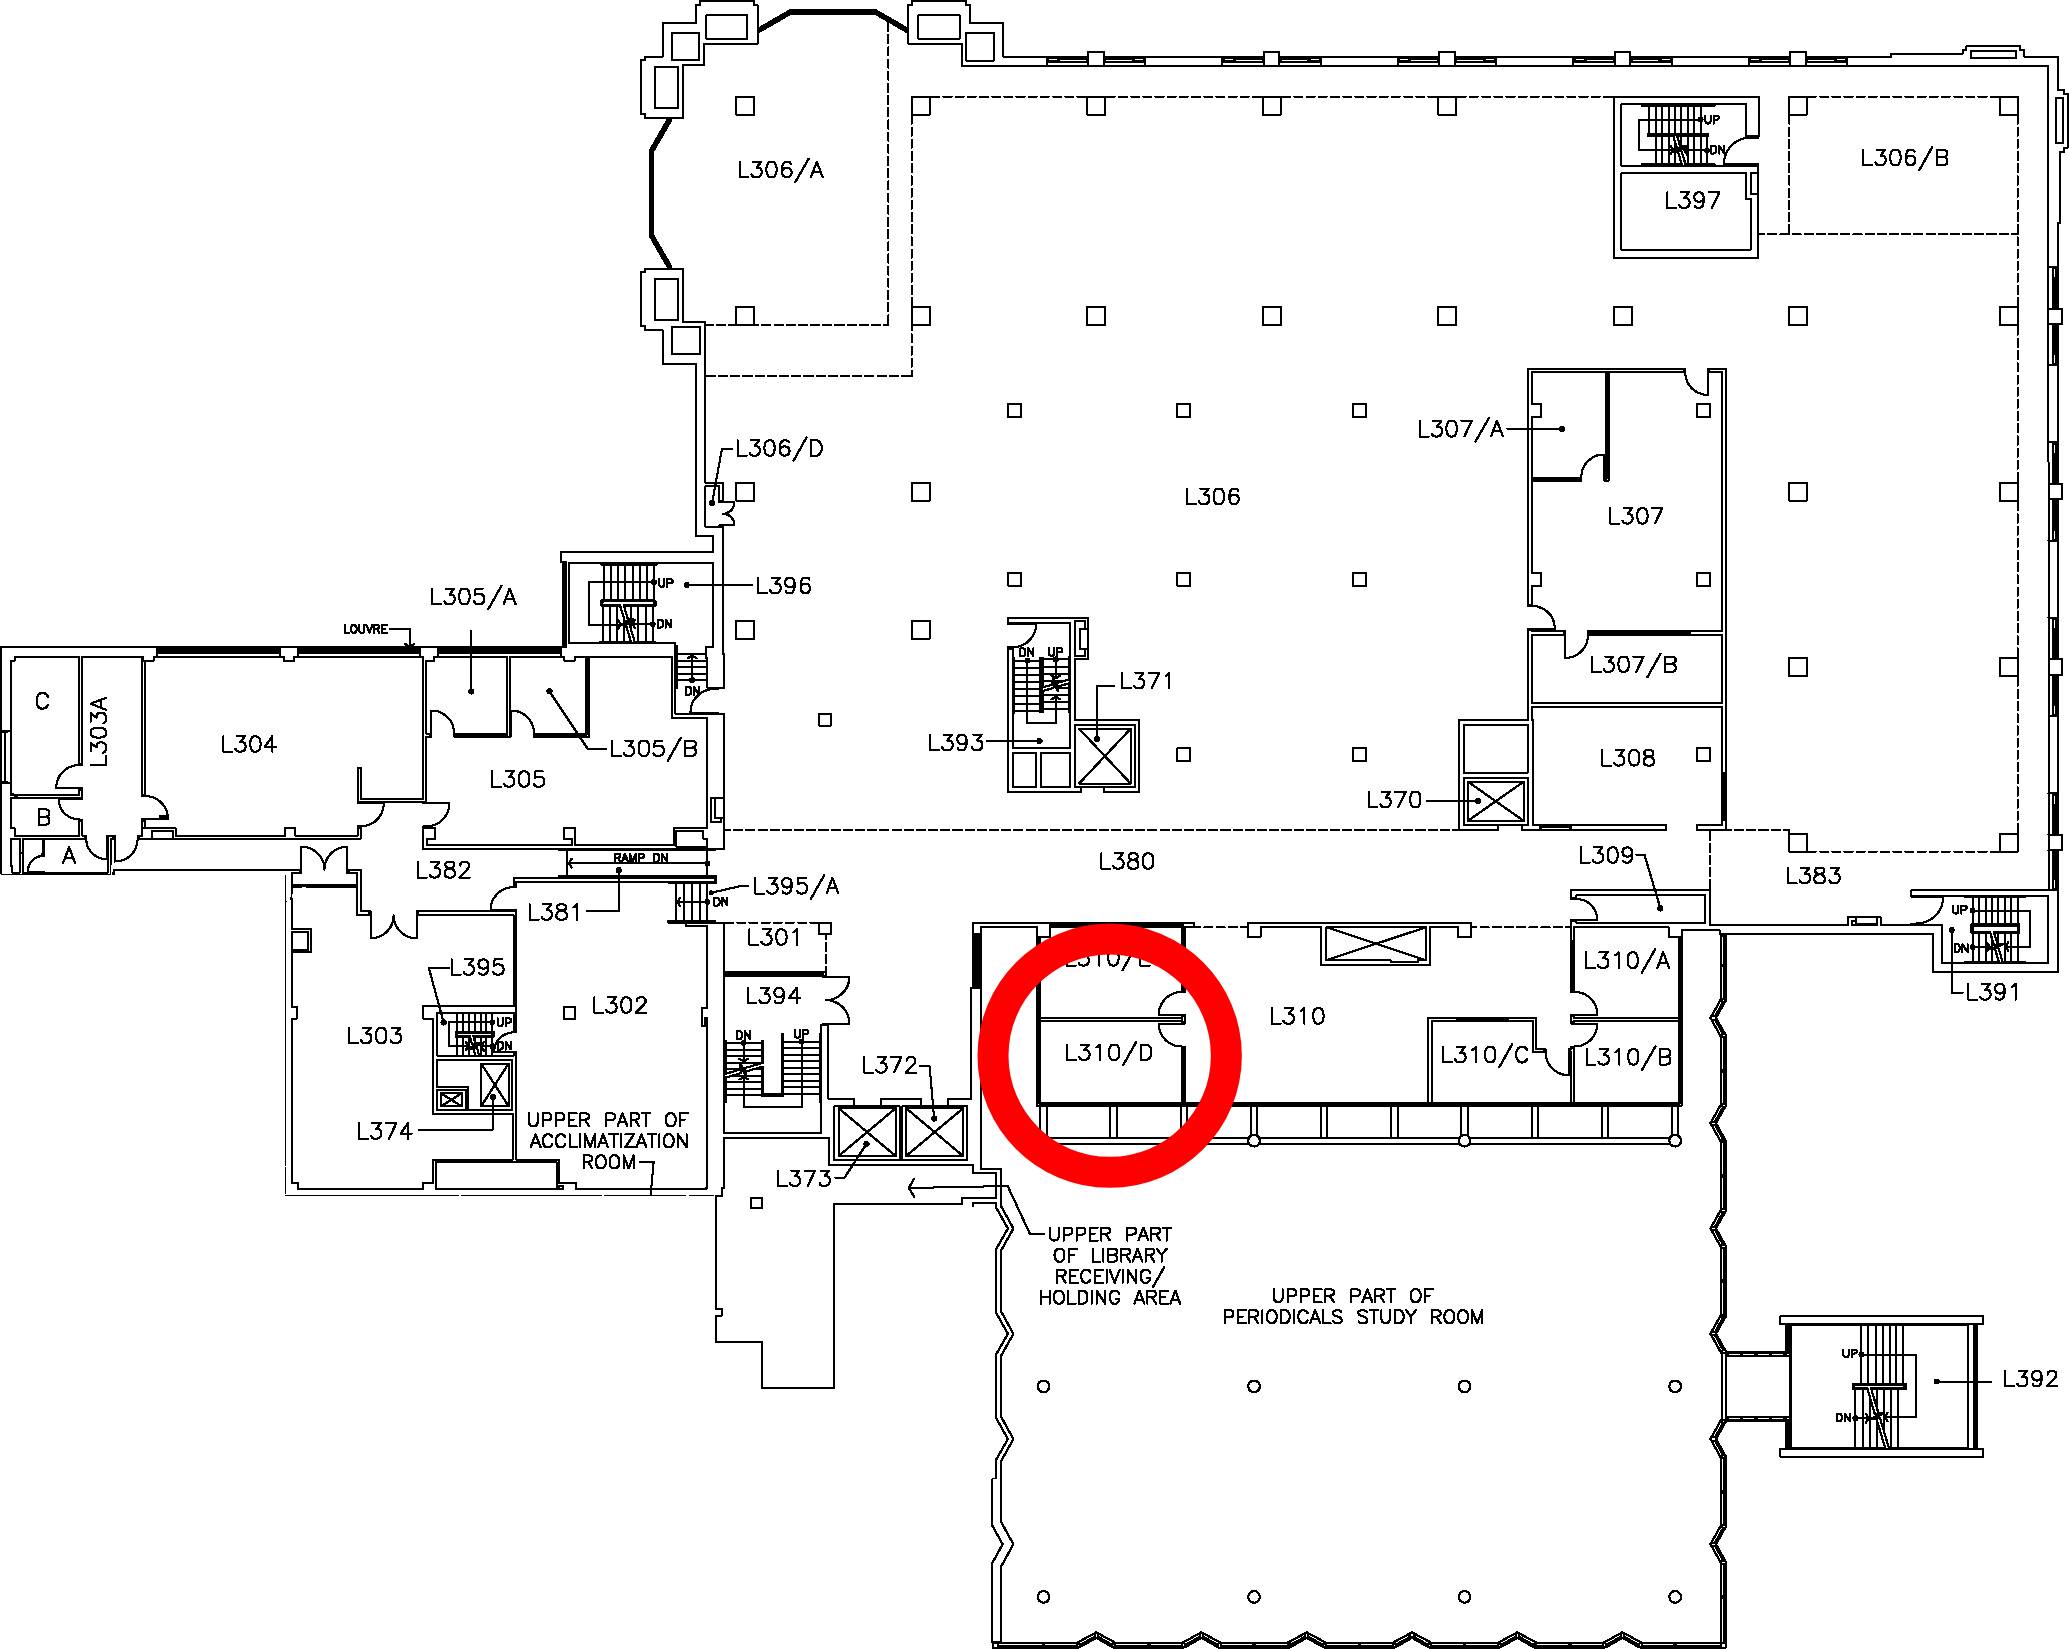 L306/A
UP
DN
L306/B
L397
L307/A
L306/D
L306
L307
L396
UP
DN
L305/A
LOUVRE
DN
UP
L307/B
L371
DN
C
L303A
L304
L305/B
L393
L308
L305
L370
B
A
RAMP DN
L380
L309
L382
L383
L395/A
L381
DN
UP
L301
DN
L395
L310/A
L394
L391
L302
L310
UP
L303
DN
DN
UP
L310/D
L310/C
L310/B
L372
L374
UPPER PART OF
ACCLIMATIZATION
ROOM
L373
UPPER PART
OF LIBRARY
RECEIVING/
HOLDING AREA
UPPER PART OF
PERIODICALS STUDY ROOM
UP
L392
DN